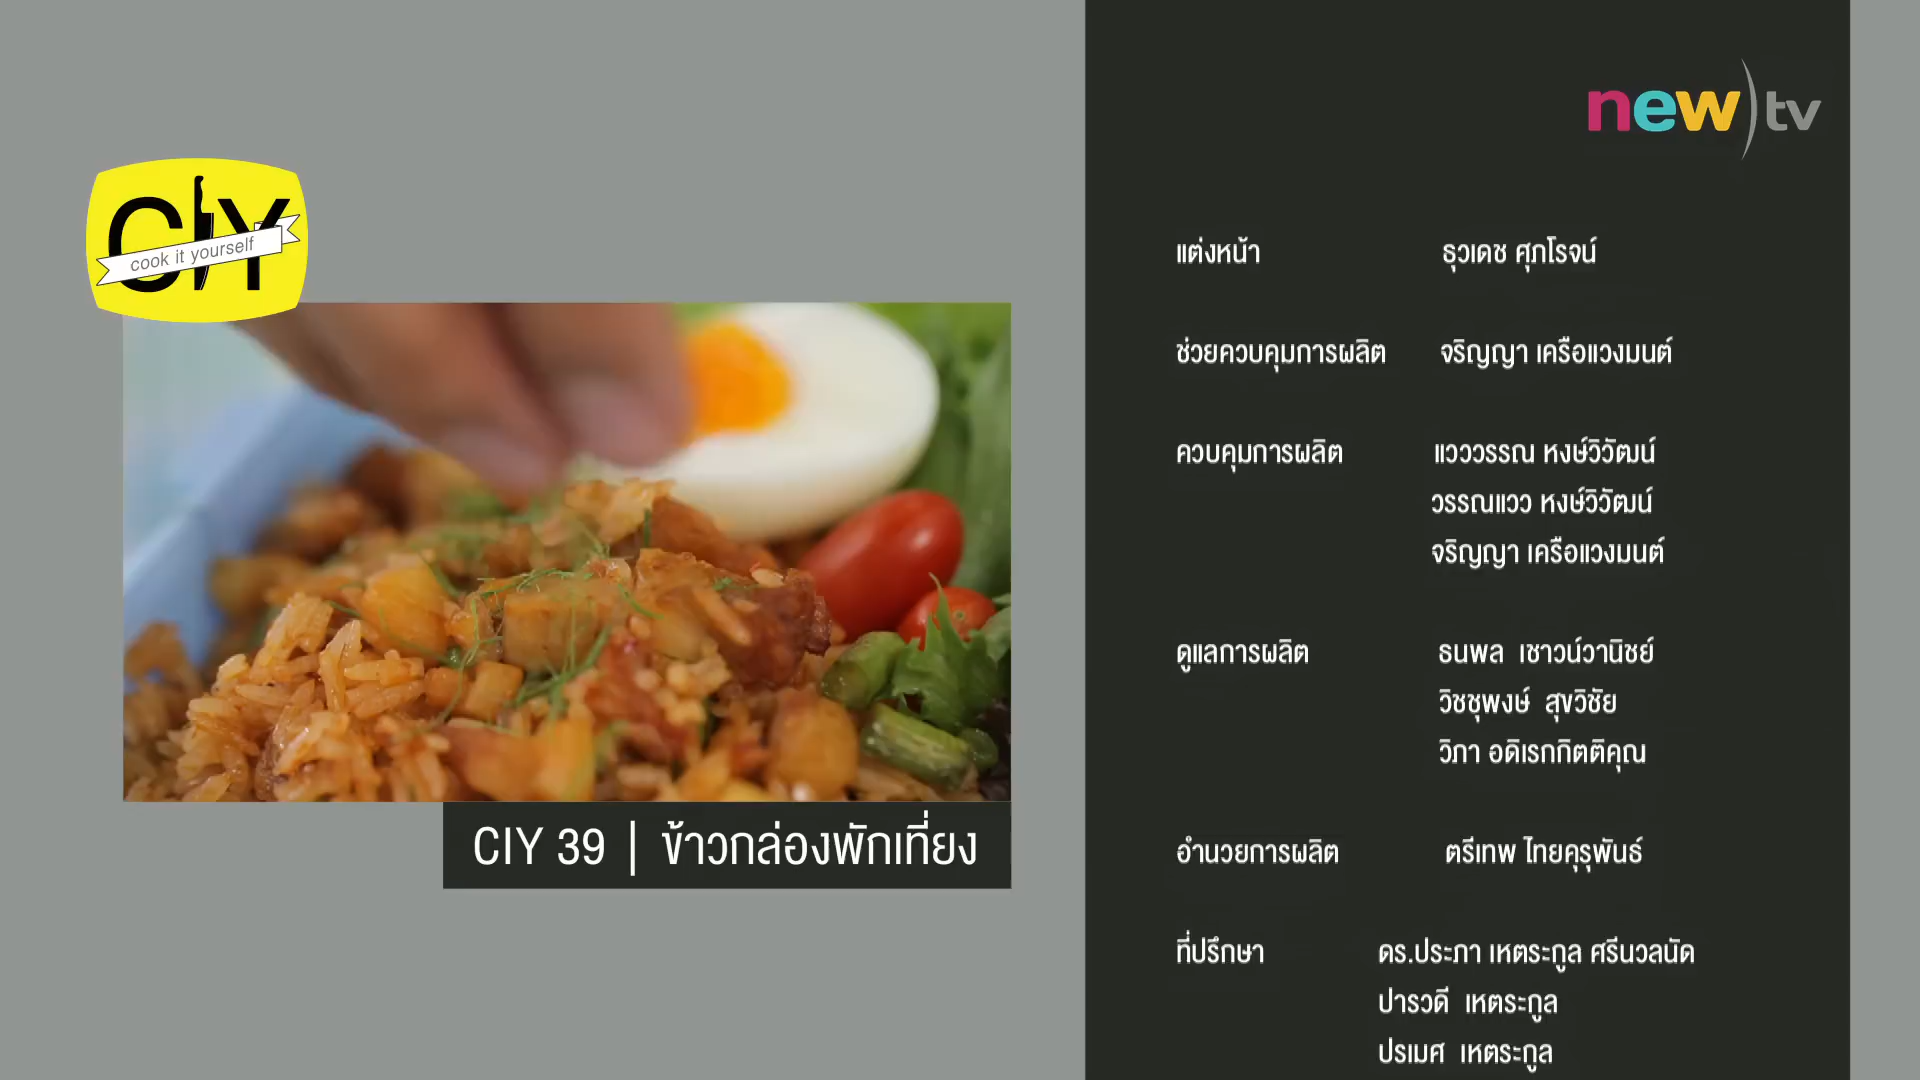 new tv
CIY
cook it yourself
แต่งหน้า ธุวเดช ศุภโรจน์
ช่วยควบคุมการผลิต จริญญา เครือแวงมนต์
ควบคุมการผลิต แวววรรณ หงษ์วิวัฒน์
วรรณแวว หงษ์วิวัฒน์
จริญญา เครือแวงมนต์
ดูแลการผลิต ธนพล เชาวน์วานิชย์
วิชชุพงษ์ สุขวิชัย
วิภา อดิเรกกิตติคุณ
อำนวยการผลิต ตรีเทพ ไทยคุรุพันธ์
ที่ปรึกษา ดร.ประภา เหตระกูล ศรีนวลนัด
ปารวดี เหตระกูล
ปรเมศ เหตระกูล
CIY 39 | ข้าวกล่องพักเที่ยง